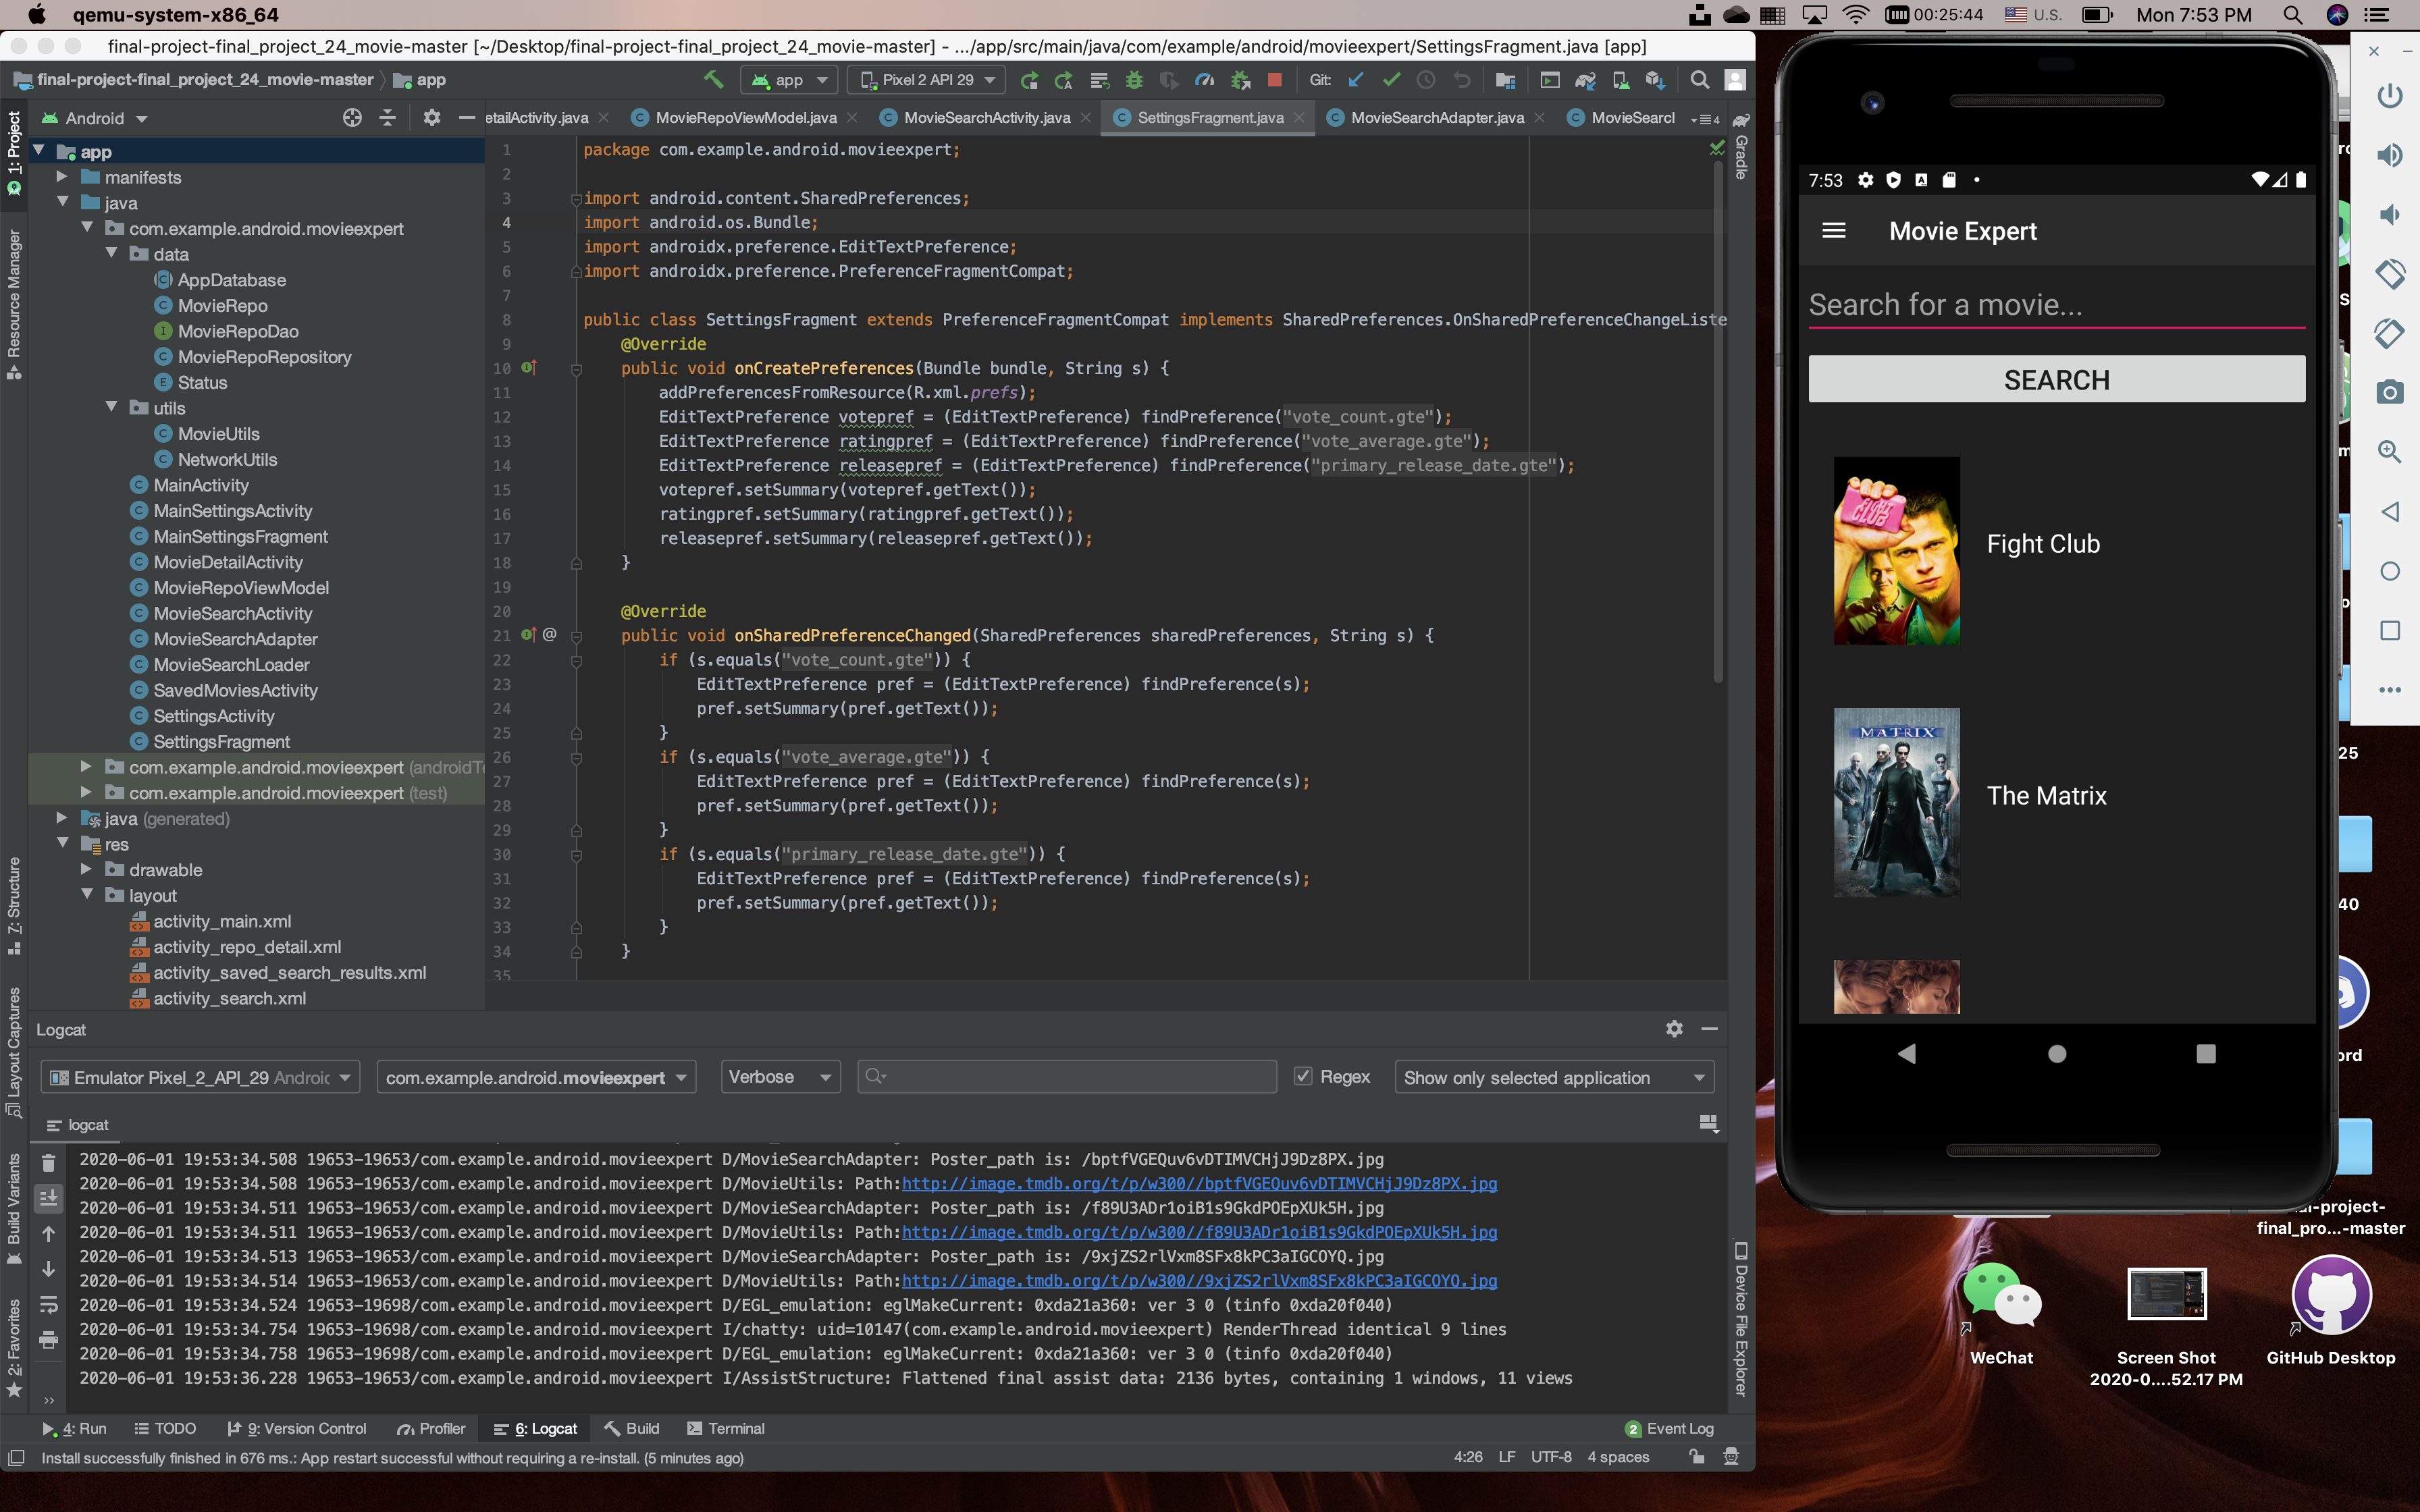 qemu-system-x86_64
00:25:44
U.S.
Mon 7:53 PM
final-project-final_project_24_movie-master [~/Desktop/final-project-final_project_24_movie-master] - .../app/src/main/java/com/example/android/movieexpert/SettingsFragment.java [app]
final-project-final_project_24_movie-master
app
app
Pixel 2 API 29
Git:
Android
etailActivity.java
MovieRepoViewModel.java
MovieSearchActivity.java
SettingsFragment.java
MovieSearchAdapter.java
MovieSearcl
4
1: Project
Resource Manager
7: Structure
Layout Captures
Build Variants
2: Favorites
Gradle
Device File Explorer
app
manifests
java
com.example.android.movieexpert
data
AppDatabase
MovieRepo
MovieRepoDao
MovieRepoRepository
Status
utils
MovieUtils
NetworkUtils
MainActivity
MainSettingsActivity
MainSettingsFragment
MovieDetailActivity
MovieRepoViewModel
MovieSearchActivity
MovieSearchAdapter
MovieSearchLoader
SavedMoviesActivity
SettingsActivity
SettingsFragment
com.example.android.movieexpert (androidTe
com.example.android.movieexpert (test)
java (generated)
res
drawable
layout
activity_main.xml
activity_repo_detail.xml
activity_saved_search_results.xml
activity_search.xml
1 package com.example.android.movieexpert;
2
3 import android.content.SharedPreferences;
4 import android.os.Bundle;
5 import androidx.preference.EditTextPreference;
6 import androidx.preference.PreferenceFragmentCompat;
7
8 public class SettingsFragment extends PreferenceFragmentCompat implements SharedPreferences.OnSharedPreferenceChangeListe
9 @Override
10 public void onCreatePreferences(Bundle bundle, String s) {
11 addPreferencesFromResource(R.xml.prefs);
12 EditTextPreference votepref = (EditTextPreference) findPreference("vote_count.gte");
13 EditTextPreference ratingpref = (EditTextPreference) findPreference("vote_average.gte");
14 EditTextPreference releasepref = (EditTextPreference) findPreference("primary_release_date.gte");
15 votepref.setSummary(votepref.getText());
16 ratingpref.setSummary(ratingpref.getText());
17 releasepref.setSummary(releasepref.getText());
18 }
19
20 @Override
21 @ public void onSharedPreferenceChanged(SharedPreferences sharedPreferences, String s) {
22 if (s.equals("vote_count.gte")) {
23 EditTextPreference pref = (EditTextPreference) findPreference(s);
24 pref.setSummary(pref.getText());
25 }
26 if (s.equals("vote_average.gte")) {
27 EditTextPreference pref = (EditTextPreference) findPreference(s);
28 pref.setSummary(pref.getText());
29 }
30 if (s.equals("primary_release_date.gte")) {
31 EditTextPreference pref = (EditTextPreference) findPreference(s);
32 pref.setSummary(pref.getText());
33 }
34 }
35
Logcat
Emulator Pixel_2_API_29 Androic
com.example.android.movieexpert
Verbose
Regex
Show only selected application
logcat
2020-06-01 19:53:34.508 19653-19653/com.example.android.movieexpert D/MovieSearchAdapter: Poster_path is: /bptfVGEQuv6vDTIMVCHjJ9Dz8PX.jpg
2020-06-01 19:53:34.508 19653-19653/com.example.android.movieexpert D/MovieUtils: Path:http://image.tmdb.org/t/p/w300//bptfVGEQuv6vDTIMVCHjJ9Dz8PX.jpg
2020-06-01 19:53:34.511 19653-19653/com.example.android.movieexpert D/MovieSearchAdapter: Poster_path is: /f89U3ADr1oiB1s9GkdPOEpXUk5H.jpg
2020-06-01 19:53:34.511 19653-19653/com.example.android.movieexpert D/MovieUtils: Path:http://image.tmdb.org/t/p/w300//f89U3ADr1oiB1s9GkdPOEpXUk5H.jpg
2020-06-01 19:53:34.513 19653-19653/com.example.android.movieexpert D/MovieSearchAdapter: Poster_path is: /9xjZS2rlVxm8SFx8kPC3aIGCOYQ.jpg
2020-06-01 19:53:34.514 19653-19653/com.example.android.movieexpert D/MovieUtils: Path:http://image.tmdb.org/t/p/w300//9xjZS2rlVxm8SFx8kPC3aIGCOYQ.jpg
2020-06-01 19:53:34.524 19653-19698/com.example.android.movieexpert D/EGL_emulation: eglMakeCurrent: 0xda21a360: ver 3 0 (tinfo 0xda20f040)
2020-06-01 19:53:34.754 19653-19698/com.example.android.movieexpert I/chatty: uid=10147(com.example.android.movieexpert) RenderThread identical 9 lines
2020-06-01 19:53:34.758 19653-19698/com.example.android.movieexpert D/EGL_emulation: eglMakeCurrent: 0xda21a360: ver 3 0 (tinfo 0xda20f040)
2020-06-01 19:53:36.228 19653-19653/com.example.android.movieexpert I/AssistStructure: Flattened final assist data: 2136 bytes, containing 1 windows, 11 views
4: Run
TODO
9: Version Control
Profiler
6: Logcat
Build
Terminal
2 Event Log
Install successfully finished in 676 ms.: App restart successful without requiring a re-install. (5 minutes ago)
4:26
LF
UTF-8
4 spaces
7:53
Movie Expert
Search for a movie...
SEARCH
FIGHT CLUB
Fight Club
MATRIX
The Matrix
25
40
ord
al-project-
final_pro...-master
WeChat
Screen Shot
2020-0....52.17 PM
GitHub Desktop